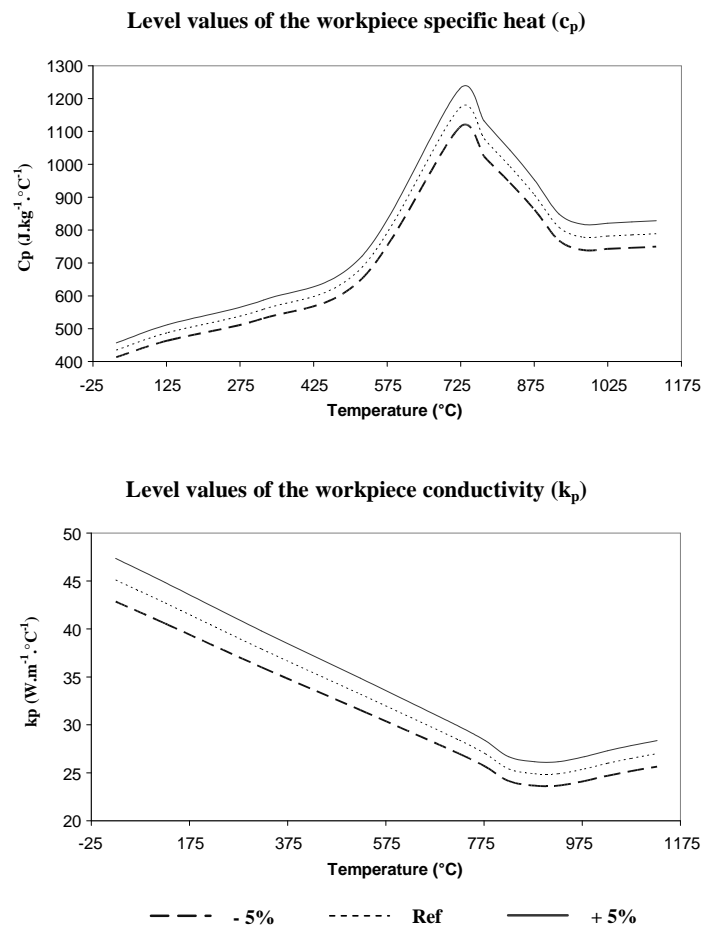 Level values of the workpiece specific heat (cp)
1300
1200
1100
1000
900
800
700
600
500
400
Cp (J.kg-1.°C-1)
-25 125 275 425 575 725 875 1025 1175
Temperature (°C)
Level values of the workpiece conductivity (kp)
50
45
40
35
30
25
20
kp (W.m-1.°C-1)
-25 175 375 575 775 975 1175
Temperature (°C)
- 5% Ref + 5%